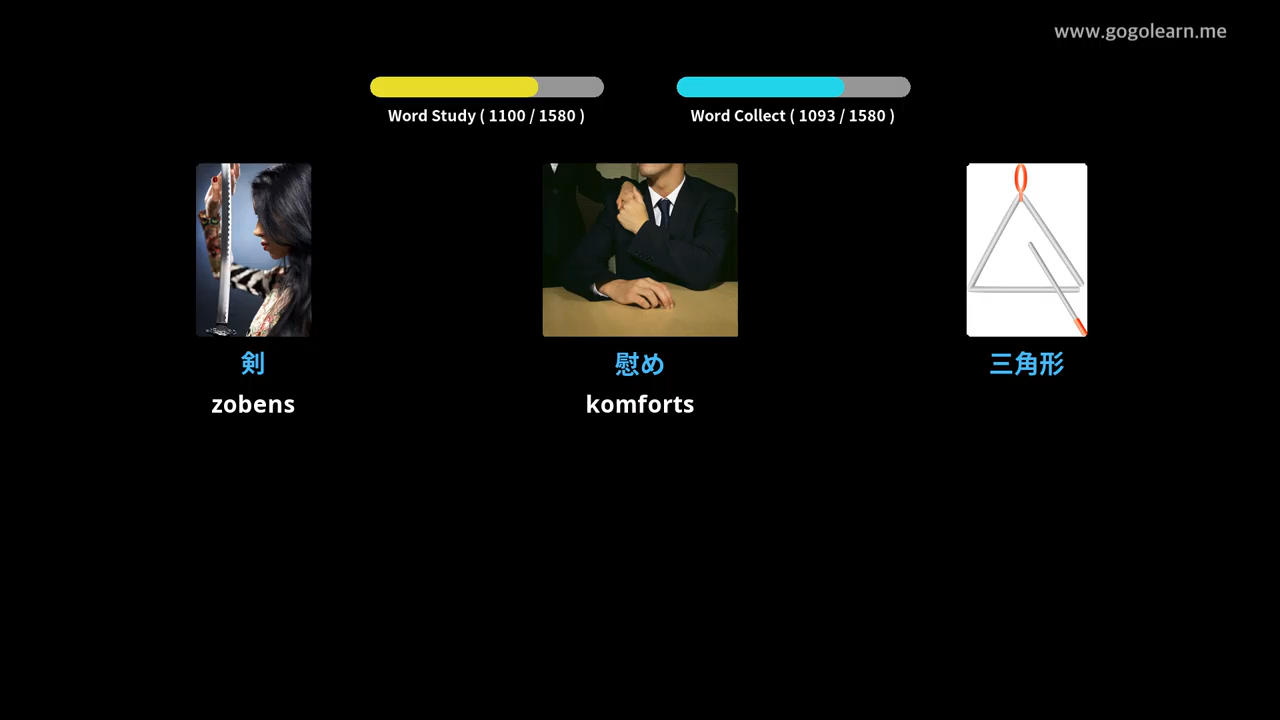 www.gogolearn.me
Word Study ( 1100 / 1580 )
Word Collect ( 1093 / 1580 )
剣
慰め
三角形
zobens
komforts